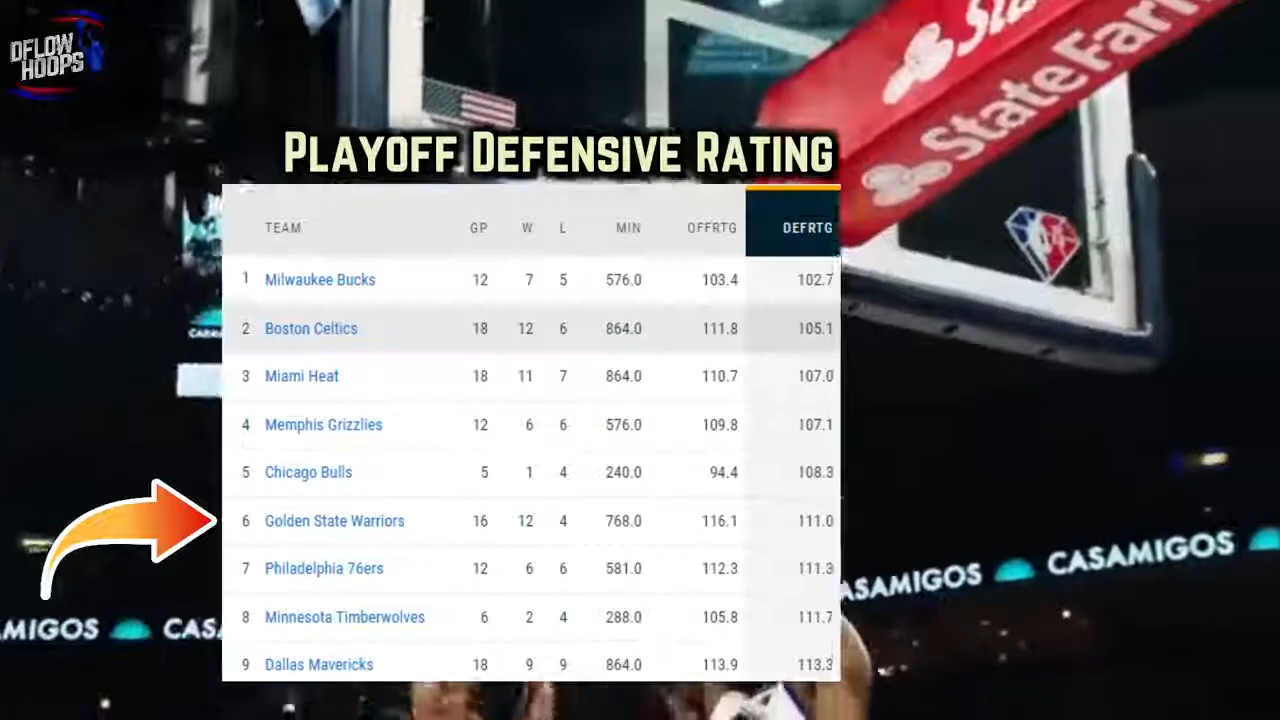 DFLOW
HOOPS
State
StateFarm
PLAYOFF DEFENSIVE RATING
TEAM GP W L MIN OFFRTG DEFRTG
1 Milwaukee Bucks 12 7 5 576.0 103.4 102.7
2 Boston Celtics 18 12 6 864.0 111.8 105.1
3 Miami Heat 18 11 7 864.0 110.7 107.0
4 Memphis Grizzlies 12 6 6 576.0 109.8 107.1
5 Chicago Bulls 5 1 4 240.0 94.4 108.3
6 Golden State Warriors 16 12 4 768.0 116.1 111.0
7 Philadelphia 76ers 12 6 6 581.0 112.3 111.3
8 Minnesota Timberwolves 6 2 4 288.0 105.8 111.7
9 Dallas Mavericks 18 9 9 864.0 113.9 113.3
ASAMIGOS CASAMIGOS
AMIGOS CAS